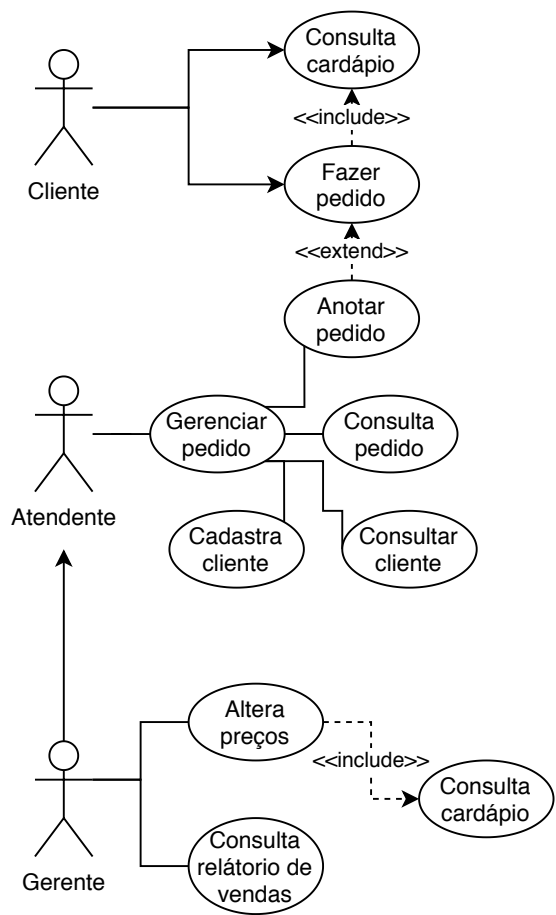 Consulta
cardápio
<<include>>
Fazer
pedido
Cliente
<<extend>>
Anotar
pedido
Gerenciar
pedido
Consulta
pedido
Atendente
Cadastra
cliente
Consultar
cliente
Altera
preços
<<include>>
Consulta
cardápio
Consulta
relátorio de
vendas
Gerente